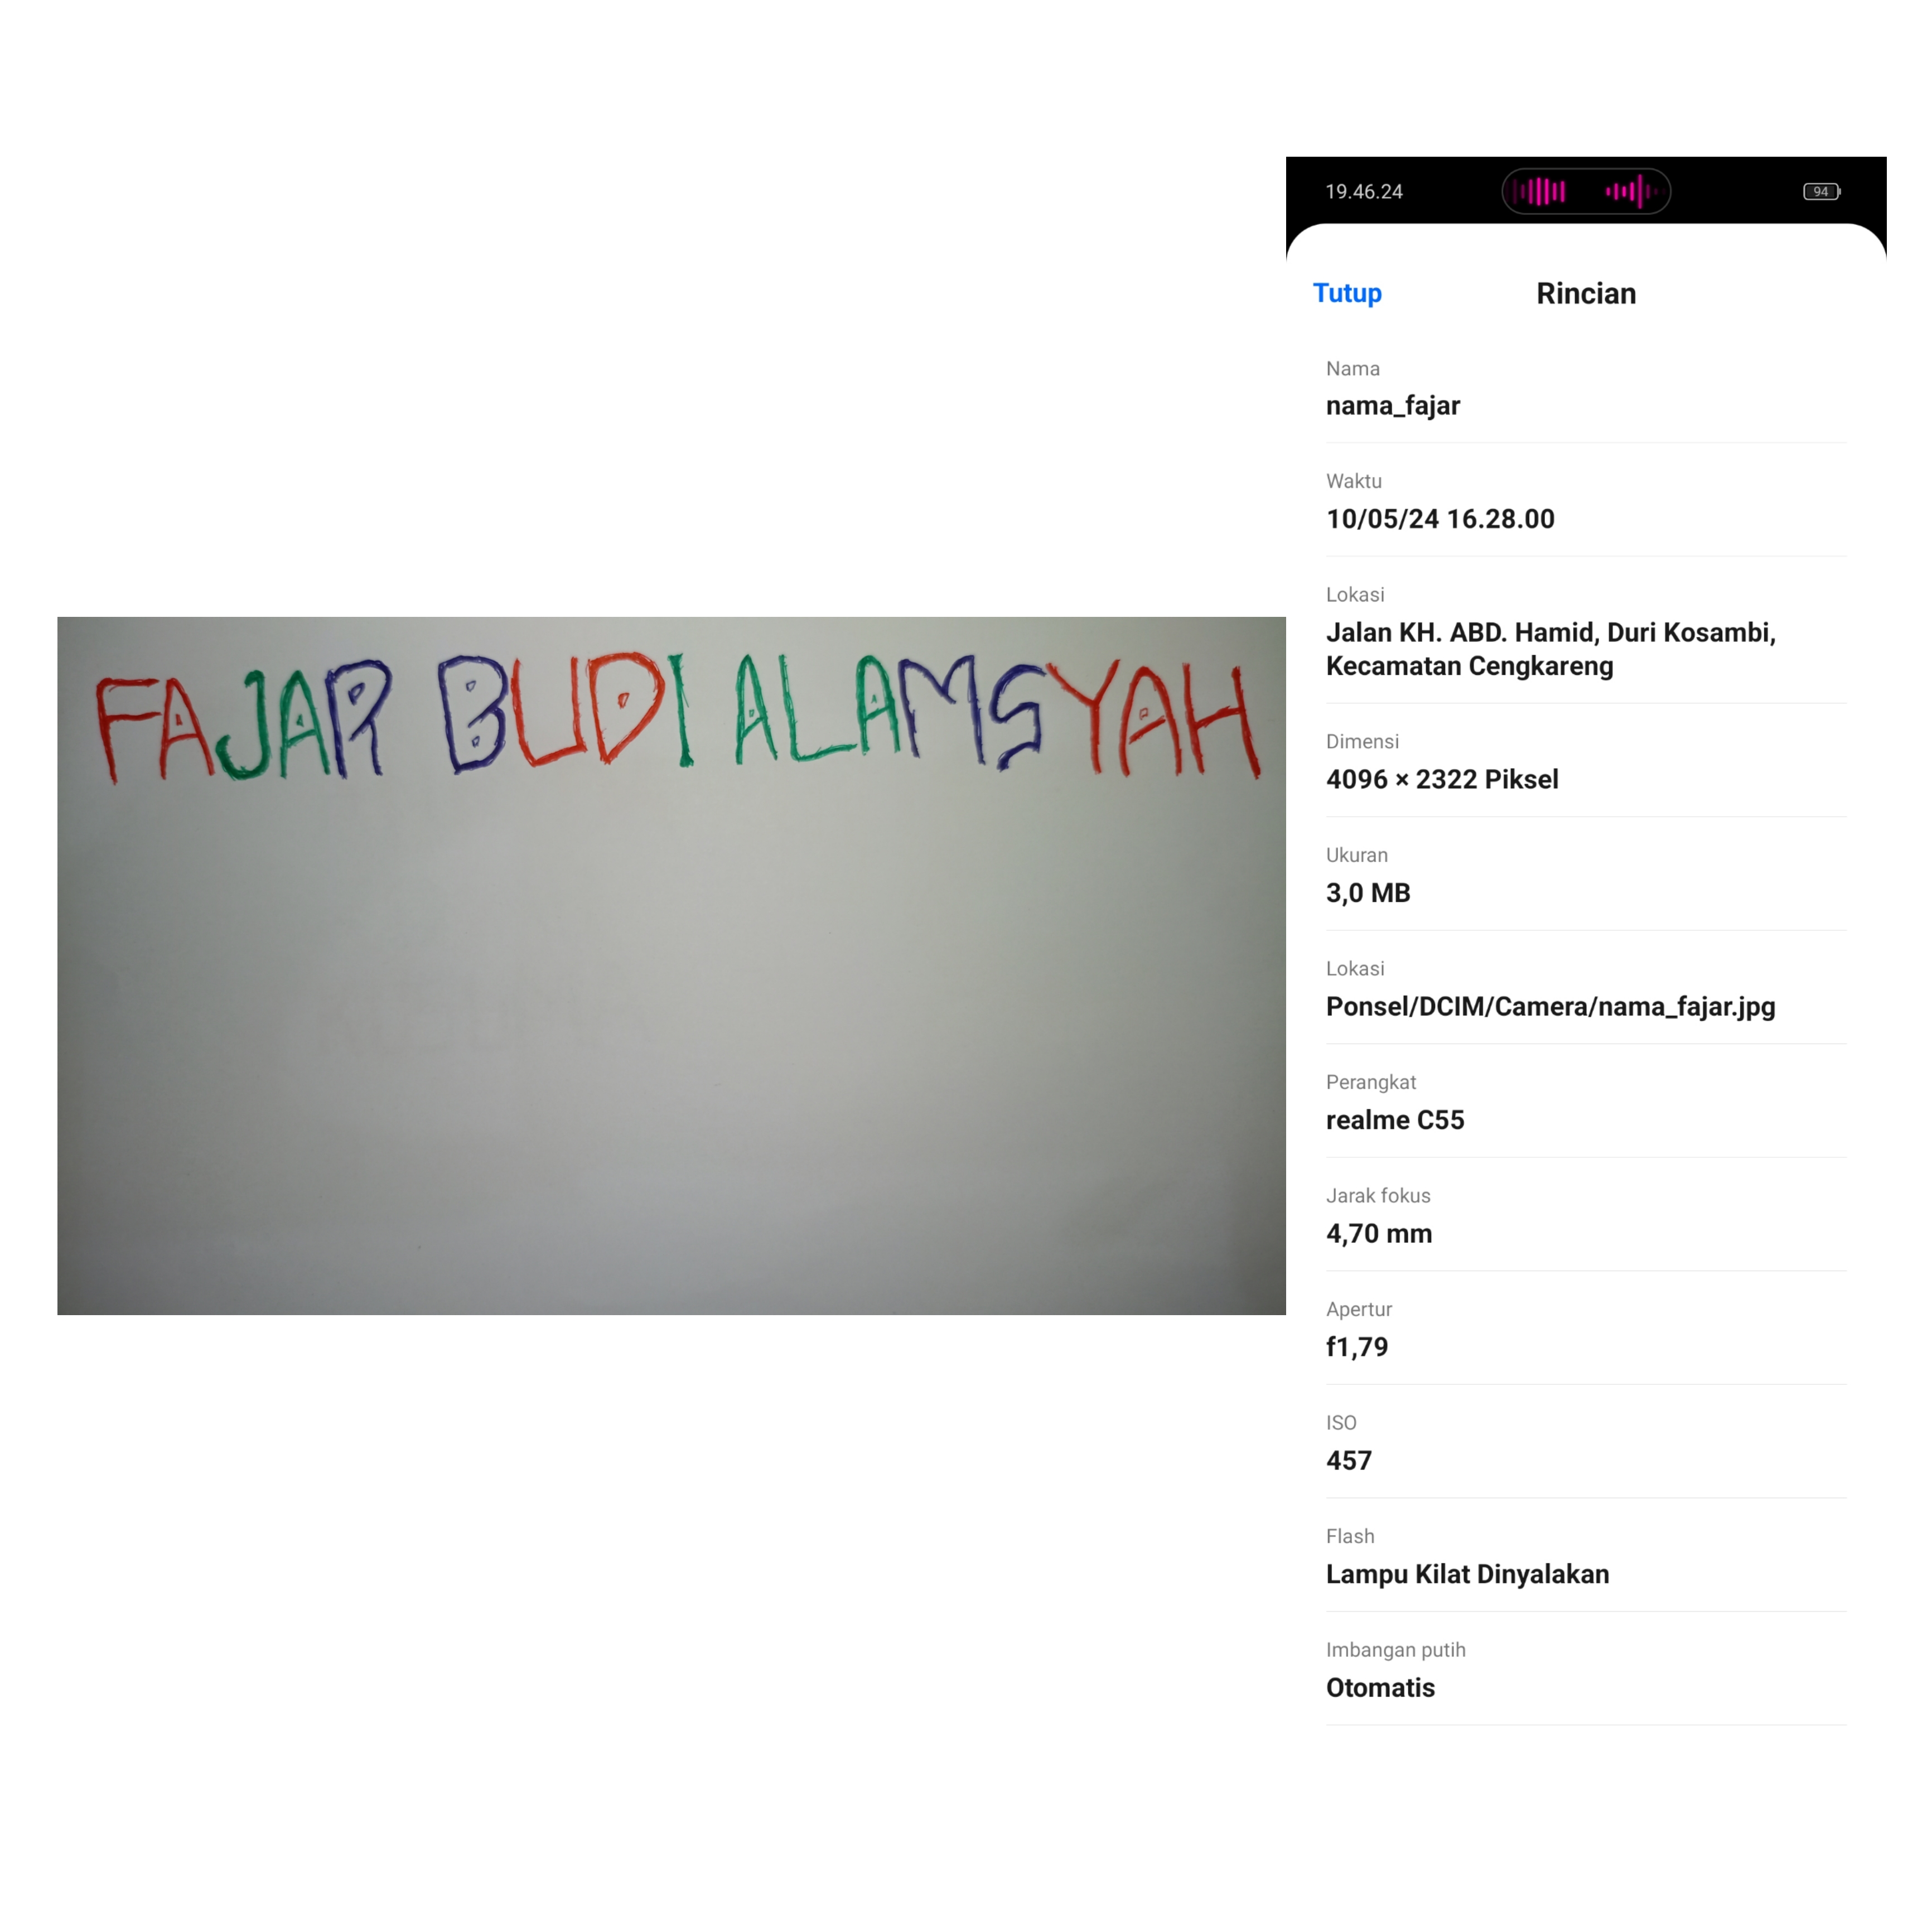 FAJAR BUDI ALAMSYAH
19.46.24
94
Tutup
Rincian
Nama
nama_fajar
Waktu
10/05/24 16.28.00
Lokasi
Jalan KH. ABD. Hamid, Duri Kosambi,
Kecamatan Cengkareng
Dimensi
4096 × 2322 Piksel
Ukuran
3,0 MB
Lokasi
Ponsel/DCIM/Camera/nama_fajar.jpg
Perangkat
realme C55
Jarak fokus
4,70 mm
Apertur
f1,79
ISO
457
Flash
Lampu Kilat Dinyalakan
Imbangan putih
Otomatis